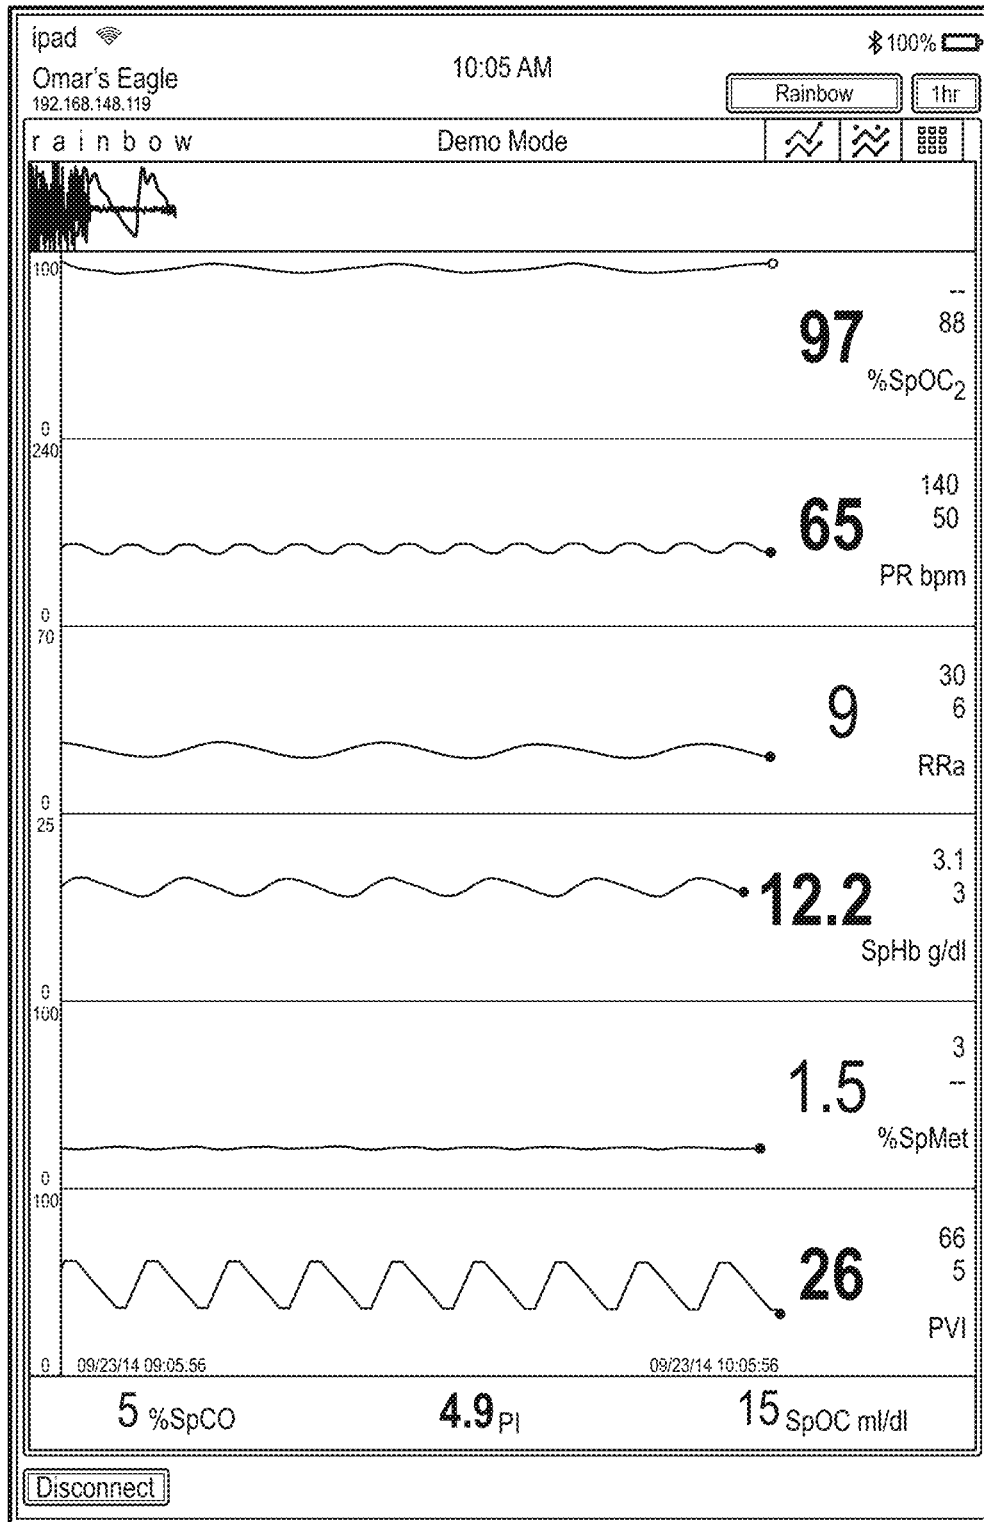 ipad 100%
10:05 AM
Omar's Eagle
192.168.148.119
Rainbow 1hr
rainbow Demo Mode
100
--
97 88
%SpOC2
0
240
140
65 50
PR bpm
0
70
30
9 6
RRa
0
25
3.1
12.2 3
SpHb g/dl
0
100
3
1.5 --
%SpMet
0
100
66
26 5
PVI
0 09/23/14 09:05.56 09/23/14 10:05:56
5 %SpCO 4.9 PI 15 SpOC ml/dl
Disconnect